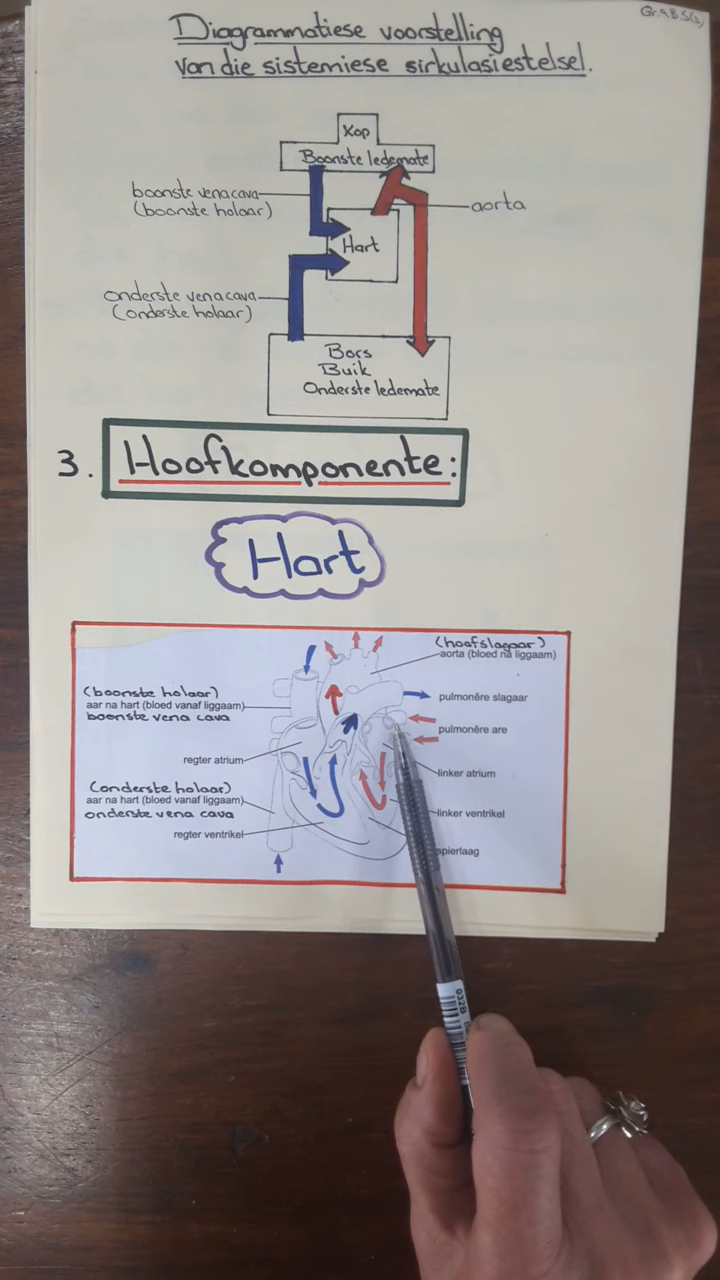 Gr.9 B.S(3)
Diagrammatiese voorstelling
van die sistemiese sirkulasiestelsel.
Kop
Boonste ledemate
boonste vena cava
(boonste holaar)
aorta
Hart
onderste vena cava
(onderste holaar)
Bors
Buik
Onderste ledemate
3. Hoofkomponente:
Hart
(hoofslagaar)
aorta (bloed na liggaam)
(boonste holaar)
aar na hart (bloed vanaf liggaam)
boonste vena cava
pulmonêre slagaar
pulmonêre are
regter atrium
linker atrium
(onderste holaar)
aar na hart (bloed vanaf liggaam)
onderste vena cava
linker ventrikel
regter ventrikel
spierlaag